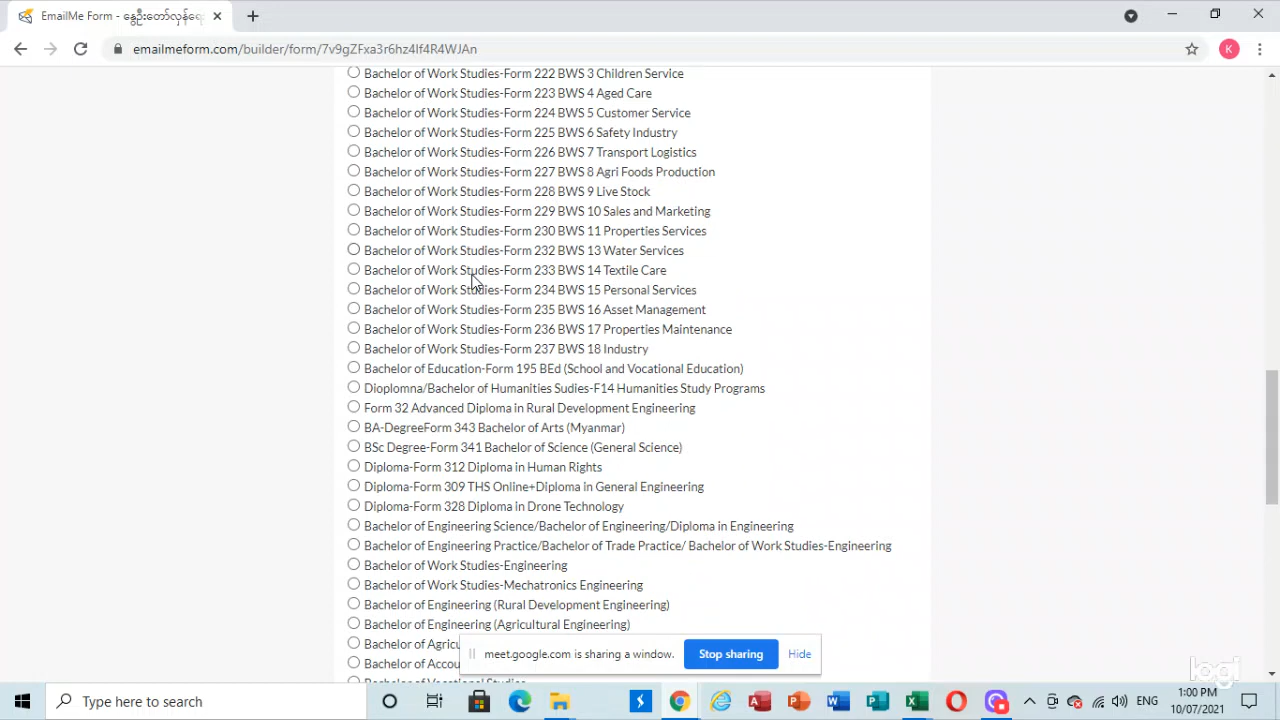 EmailMe Form - နွေဦးတော်လှန်ရေး
emailmeform.com/builder/form/7v9gZFxa3r6hz4lf4R4WJAn
K
Bachelor of Work Studies-Form 222 BWS 3 Children Service
Bachelor of Work Studies-Form 223 BWS 4 Aged Care
Bachelor of Work Studies-Form 224 BWS 5 Customer Service
Bachelor of Work Studies-Form 225 BWS 6 Safety Industry
Bachelor of Work Studies-Form 226 BWS 7 Transport Logistics
Bachelor of Work Studies-Form 227 BWS 8 Agri Foods Production
Bachelor of Work Studies-Form 228 BWS 9 Live Stock
Bachelor of Work Studies-Form 229 BWS 10 Sales and Marketing
Bachelor of Work Studies-Form 230 BWS 11 Properties Services
Bachelor of Work Studies-Form 232 BWS 13 Water Services
Bachelor of Work Studies-Form 233 BWS 14 Textile Care
Bachelor of Work Studies-Form 234 BWS 15 Personal Services
Bachelor of Work Studies-Form 235 BWS 16 Asset Management
Bachelor of Work Studies-Form 236 BWS 17 Properties Maintenance
Bachelor of Work Studies-Form 237 BWS 18 Industry
Bachelor of Education-Form 195 BEd (School and Vocational Education)
Dioplomna/Bachelor of Humanities Sudies-F14 Humanities Study Programs
Form 32 Advanced Diploma in Rural Development Engineering
BA-DegreeForm 343 Bachelor of Arts (Myanmar)
BSc Degree-Form 341 Bachelor of Science (General Science)
Diploma-Form 312 Diploma in Human Rights
Diploma-Form 309 THS Online+Diploma in General Engineering
Diploma-Form 328 Diploma in Drone Technology
Bachelor of Engineering Science/Bachelor of Engineering/Diploma in Engineering
Bachelor of Engineering Practice/Bachelor of Trade Practice/ Bachelor of Work Studies-Engineering
Bachelor of Work Studies-Engineering
Bachelor of Work Studies-Mechatronics Engineering
Bachelor of Engineering (Rural Development Engineering)
Bachelor of Engineering (Agricultural Engineering)
Bachelor of Agricu
Bachelor of Accou
meet.google.com is sharing a window. Stop sharing Hide
logi
Type here to search
ENG
1:00 PM
10/07/2021